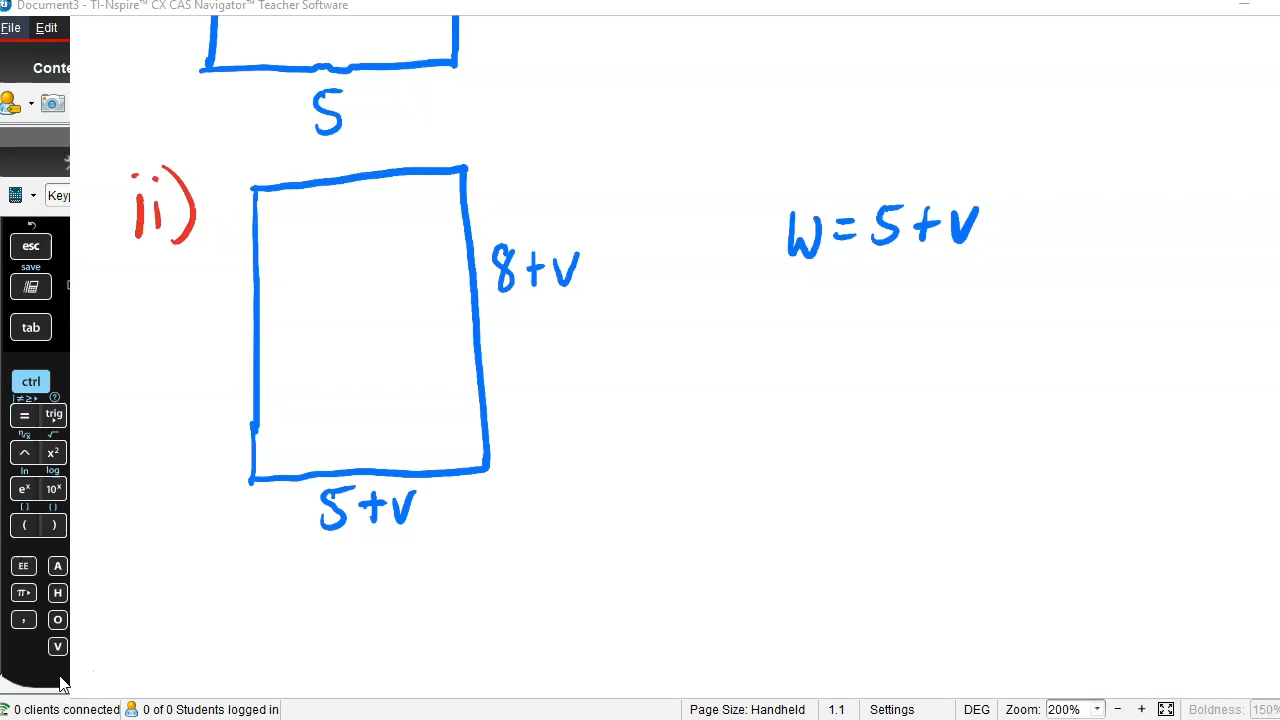 Document3 - TI-Nspire™ CX CAS Navigator™ Teacher Software
File Edit
Conte
5
ii)
8+v
W=5+v
5+v
Keyp
esc
save
tab
ctrl
|≠≥▸ ?
= trig
ⁿ√x √
^ x²
ln log
eˣ 10ˣ
[ ] { }
( )
EE A
π▸ H
, O
V
0 clients connected 0 of 0 Students logged in Page Size: Handheld 1.1 Settings DEG Zoom: 200% − + Boldness: 150%